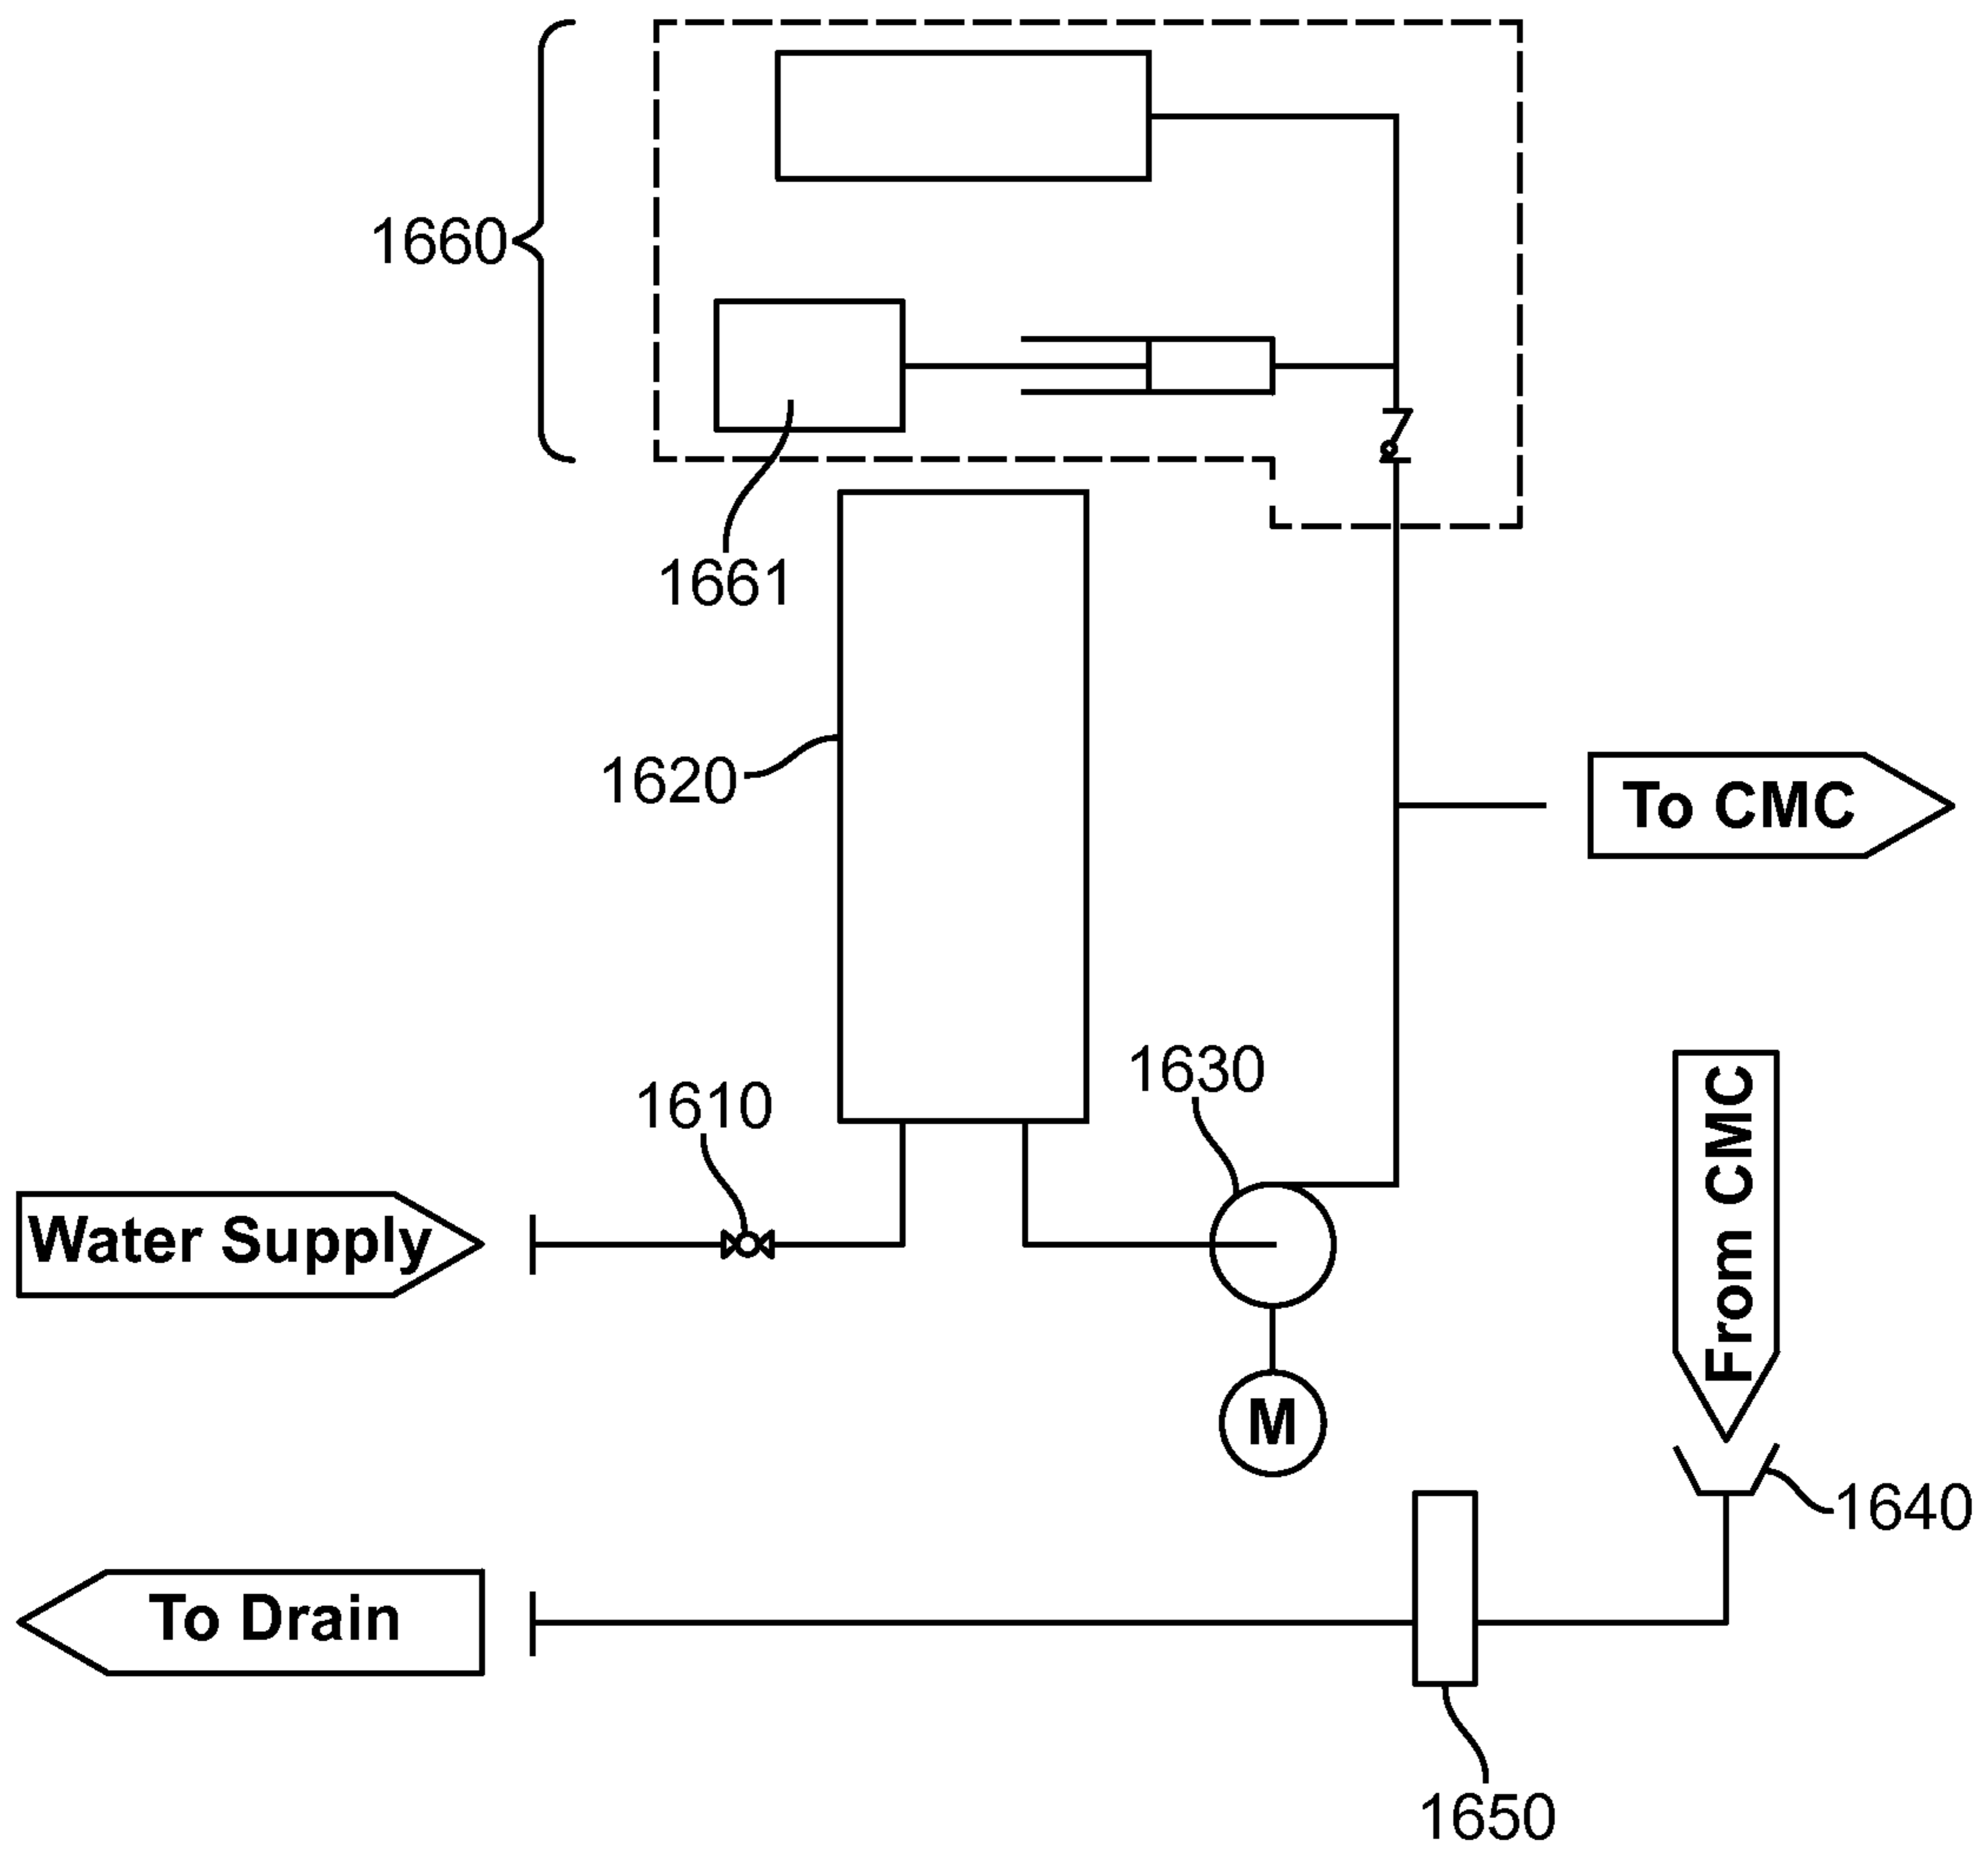 1660
1661
1620
To CMC
1630
1610
From CMC
Water Supply
M
1640
To Drain
1650